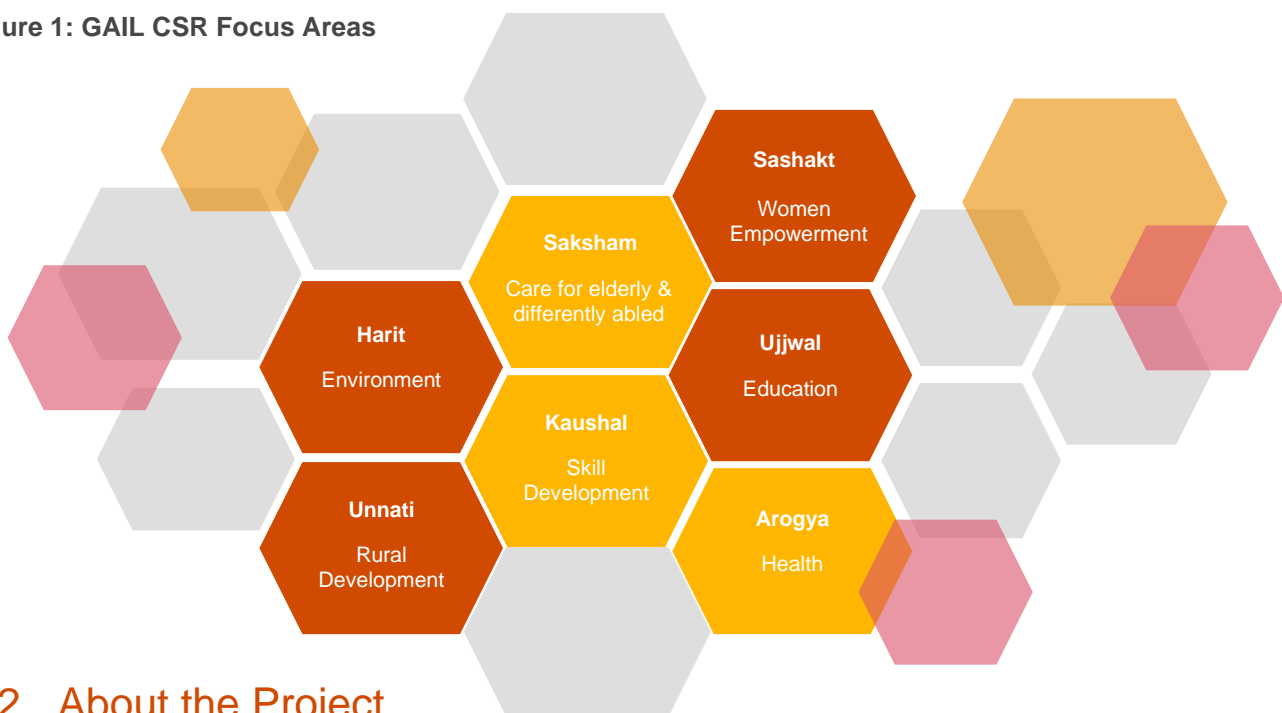 ure 1: GAIL CSR Focus Areas
Sashakt
Women
Empowerment
Saksham
Care for elderly &
differently abled
Harit
Environment
Ujjwal
Education
Kaushal
Skill
Development
Unnati
Rural
Development
Arogya
Health
2 About the Project